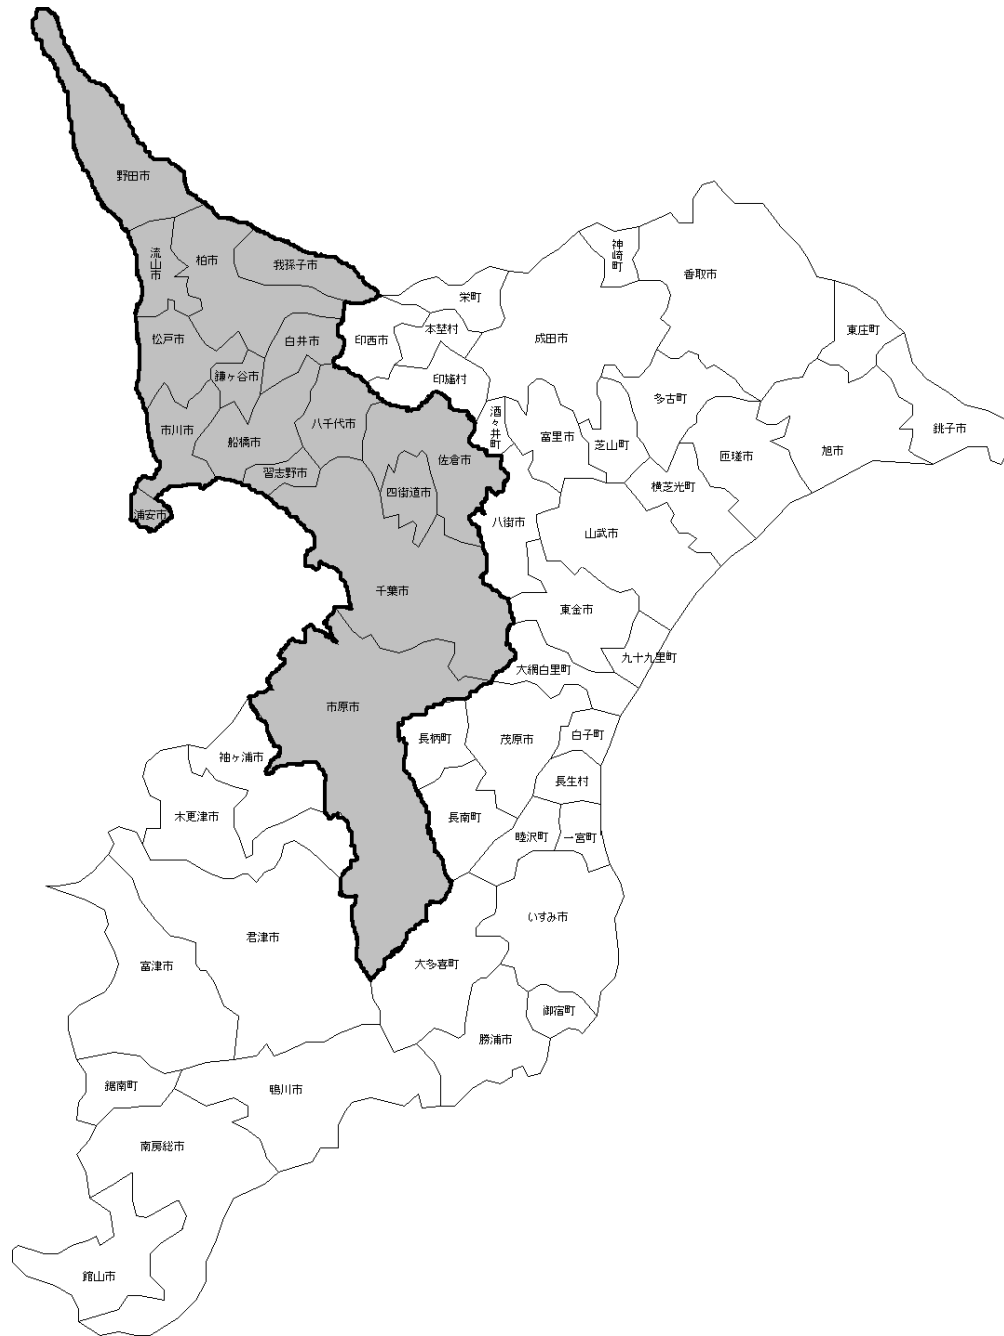 野田市
流山市
柏市
我孫子市
神崎町
香取市
栄町
本埜村
印西市
成田市
東庄町
松戸市
白井市
鎌ヶ谷市
印旛村
多古町
酒々井町
銚子市
市川市
船橋市
八千代市
富里市
芝山町
匝瑳市
旭市
佐倉市
習志野市
四街道市
横芝光町
浦安市
八街市
山武市
千葉市
東金市
九十九里町
大網白里町
市原市
長柄町
茂原市
白子町
袖ヶ浦市
長生村
木更津市
長南町
睦沢町
一宮町
いすみ市
君津市
富津市
大多喜町
御宿町
勝浦市
鋸南町
鴨川市
南房総市
館山市